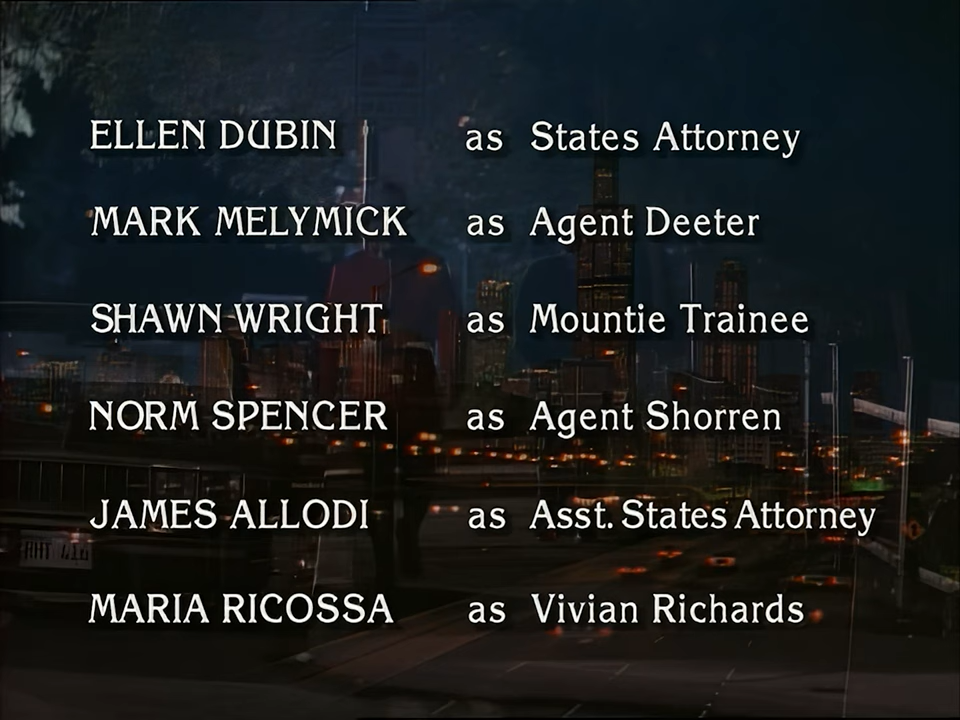 ELLEN DUBIN as States Attorney
MARK MELYMICK as Agent Deeter
SHAWN WRIGHT as Mountie Trainee
NORM SPENCER as Agent Shorren
JAMES ALLODI as Asst. States Attorney
MARIA RICOSSA as Vivian Richards